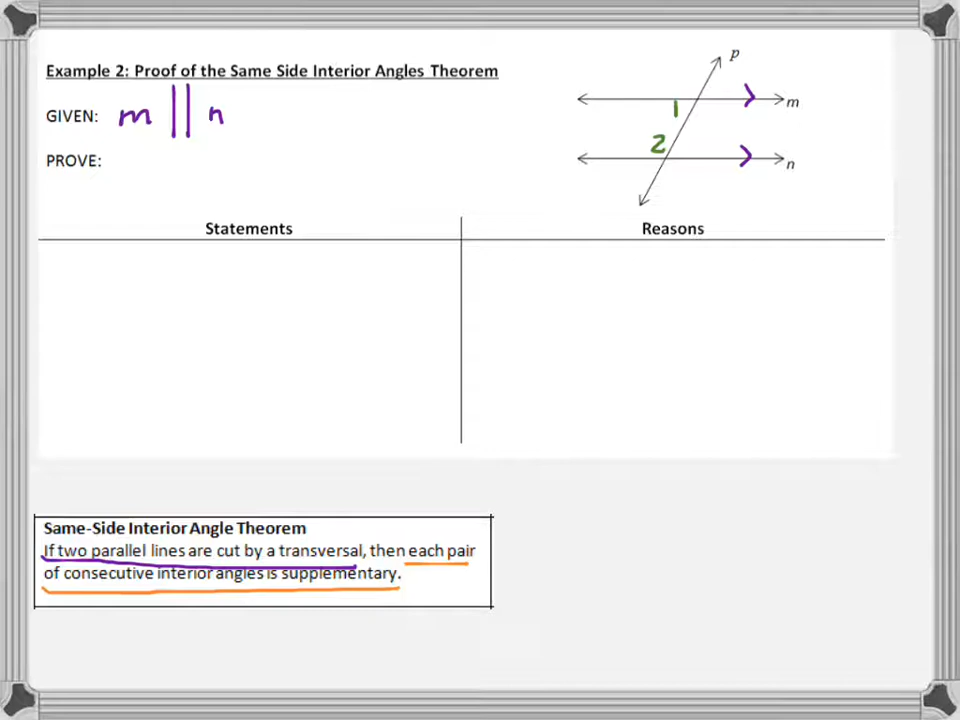 Example 2: Proof of the Same Side Interior Angles Theorem
GIVEN: m || n
PROVE:
p
m
1
2
n
Statements Reasons
Same-Side Interior Angle Theorem
If two parallel lines are cut by a transversal, then each pair
of consecutive interior angles is supplementary.